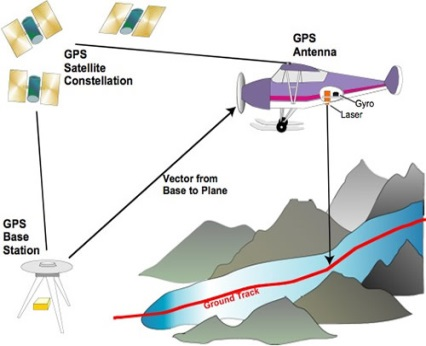 GPS
Satellite
Constellation
GPS
Antenna
Gyro
Laser
Vector from
Base to Plane
GPS
Base
Station
Ground Track